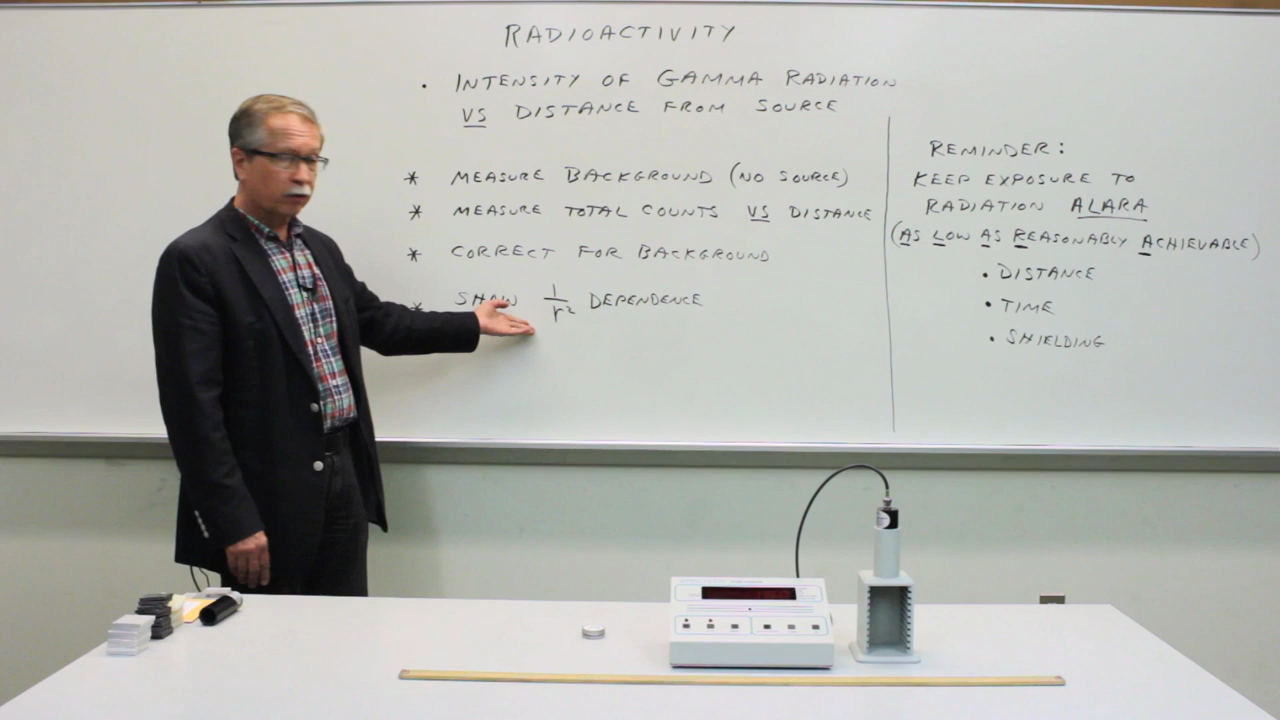 RADIOACTIVITY
• INTENSITY OF GAMMA RADIATION
VS DISTANCE FROM SOURCE
* MEASURE BACKGROUND (NO SOURCE)
* MEASURE TOTAL COUNTS VS DISTANCE
* CORRECT FOR BACKGROUND
* SHOW 1/r² DEPENDENCE
REMINDER:
KEEP EXPOSURE TO
RADIATION ALARA
(AS LOW AS REASONABLY ACHIEVABLE)
• DISTANCE
• TIME
• SHIELDING